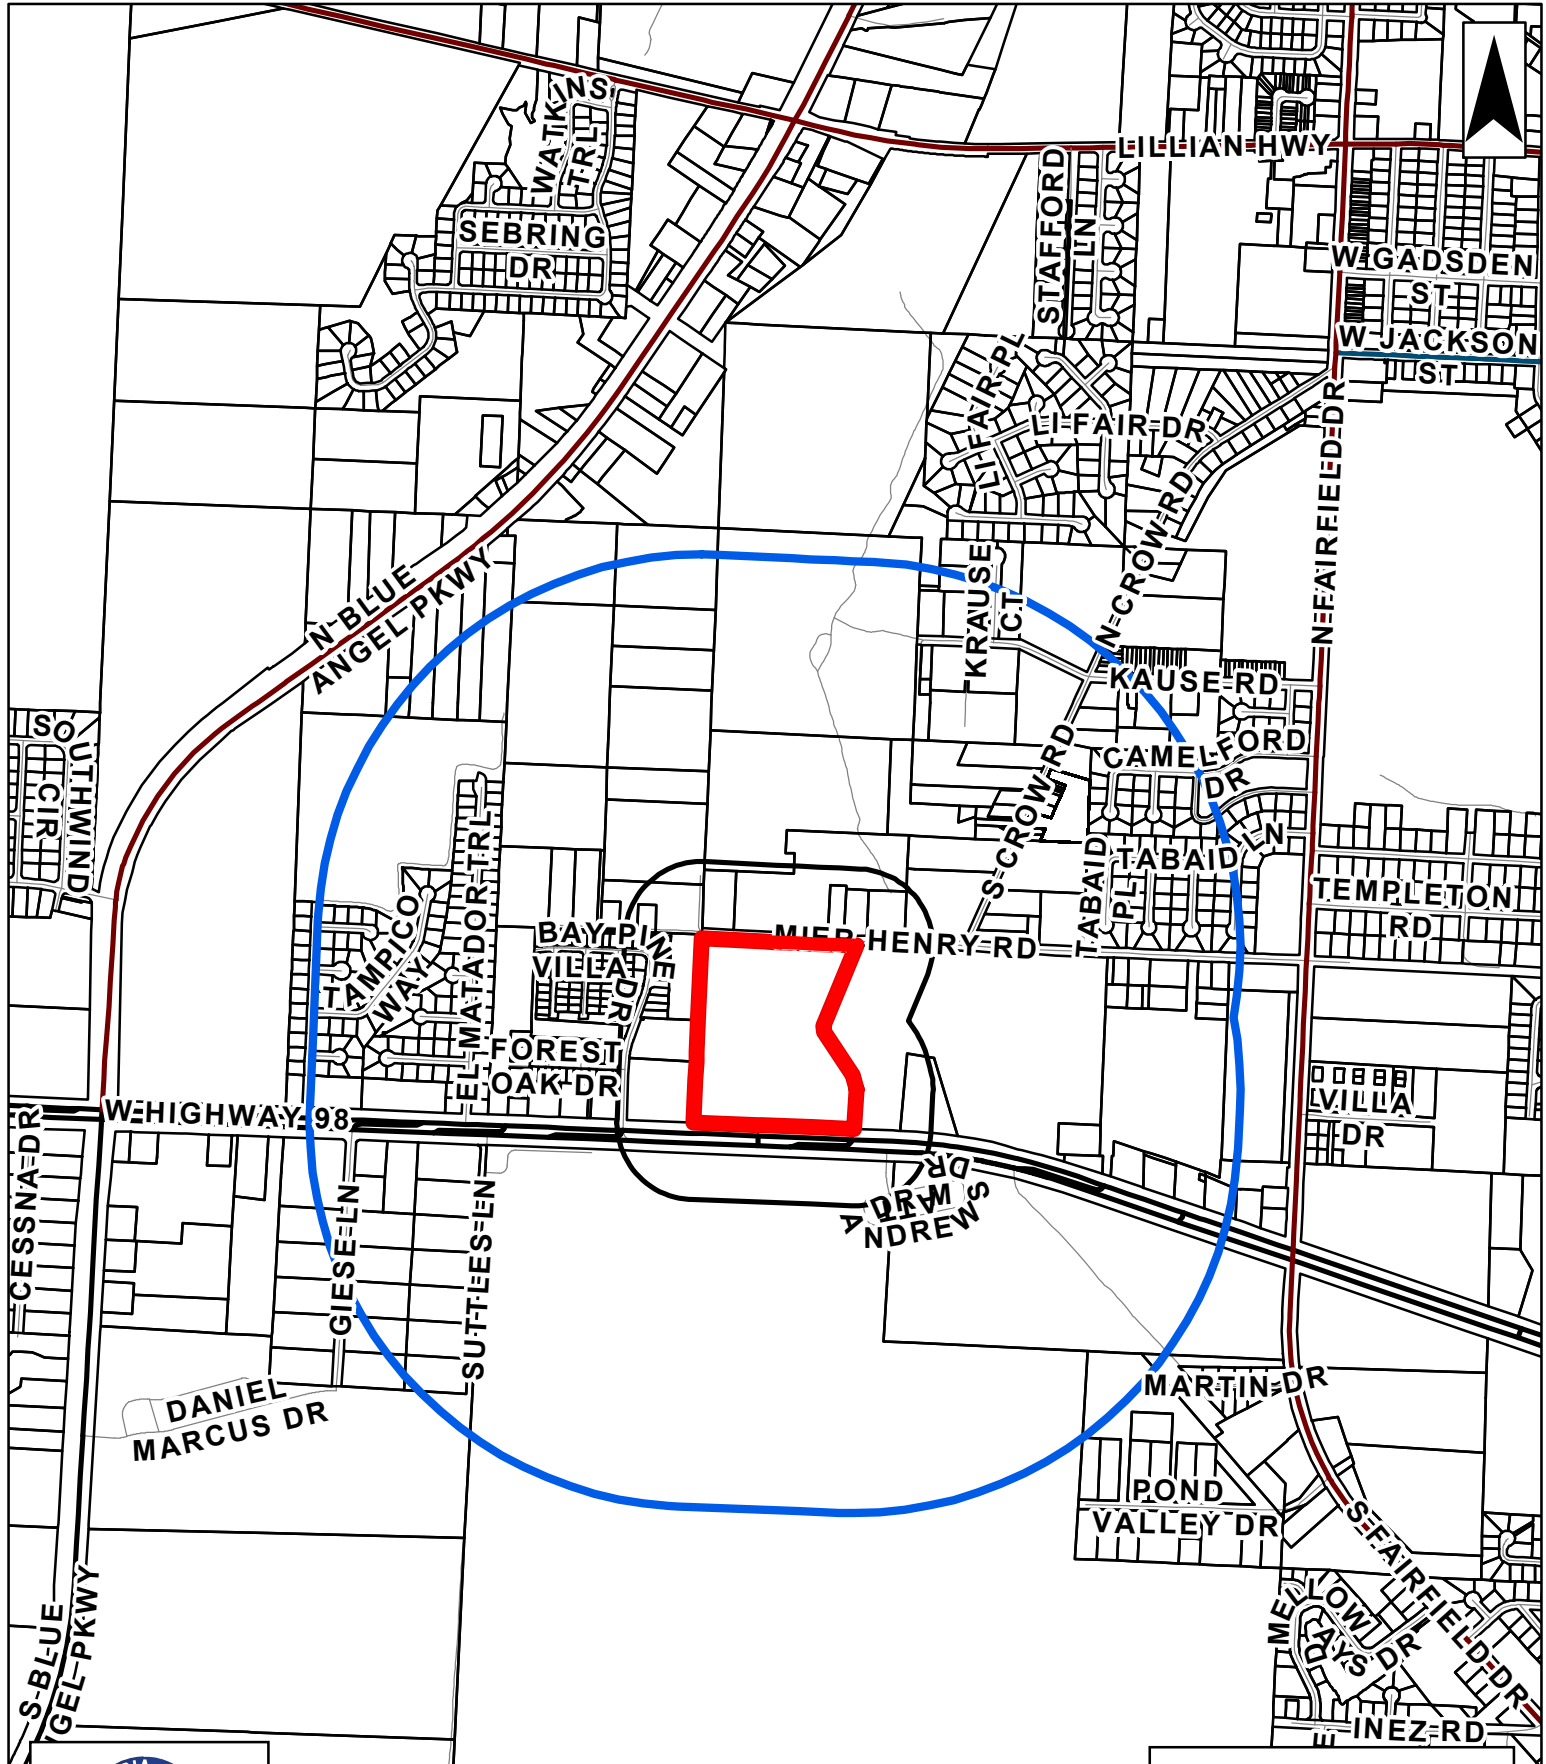 WATKINS
TRL
LILLIAN HWY
STAFFORD
LN
SEBRING
DR
W GADSDEN
ST
W JACKSON
ST
LI FAIR PL
LI FAIR DR
N FAIRFIELD DR
N CROW RD
N BLUE
ANGEL PKWY
KRAUSE
CT
KAUSE RD
SOUTHWIND
CIR
S CROW RD
CAMELFORD
DR
TABAID LN
TABAID
PL
TEMPLETON
RD
EL MATADOR TRL
TAMPICO
WAY
BAY PINE
VILLA DR
MIER HENRY RD
FOREST
OAK DR
W HIGHWAY 98
VILLA
DR
CESSNA DR
GIESE LN
SUTTLES LN
S WATT
DR
ANDREW
DR
DANIEL
MARCUS DR
MARTIN DR
POND
VALLEY DR
S FAIRFIELD DR
MELLOW
DAYS DR
S BLUE
NGEL PKWY
INEZ RD
E